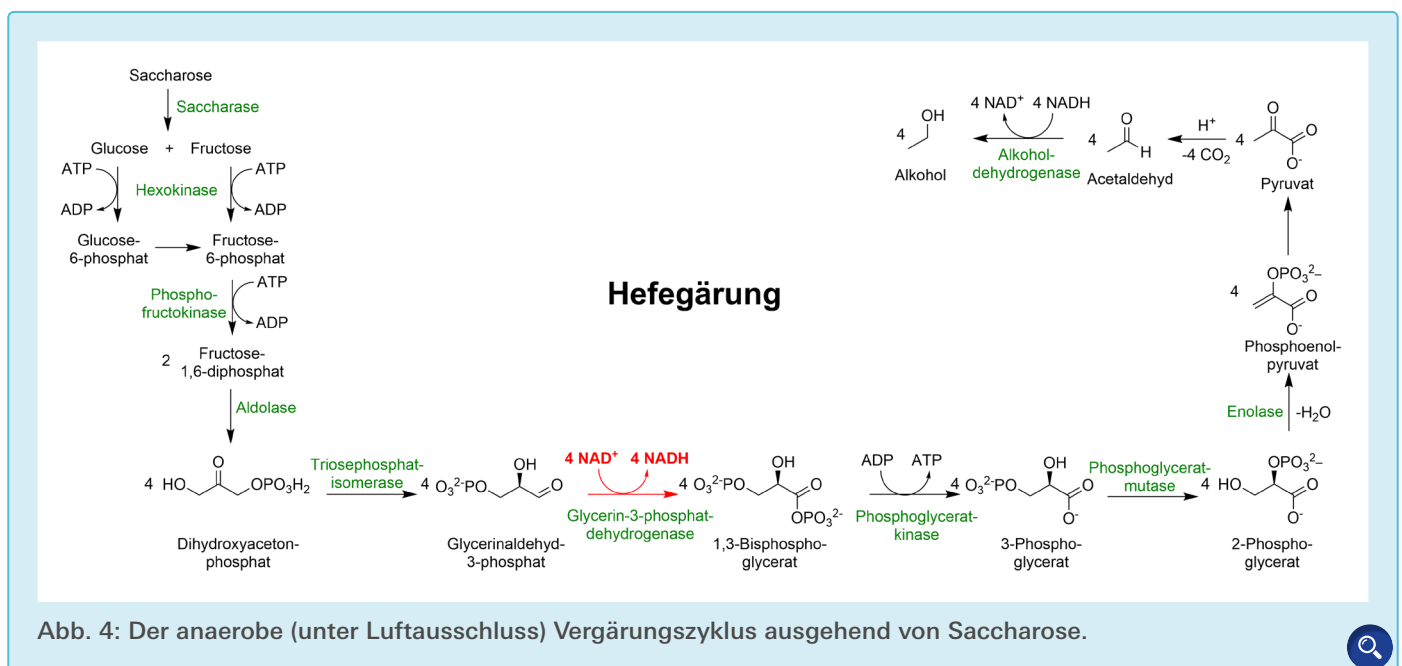 Saccharose
Saccharase
Glucose + Fructose
ATP
ATP
Hexokinase
ADP
ADP
Glucose-
6-phosphat
Fructose-
6-phosphat
ATP
Phospho-
fructokinase
ADP
2 Fructose-
1,6-diphosphat
Aldolase
4 HO
O
OPO₃H₂
Dihydroxyaceton-
phosphat
Triosephosphat-
isomerase
4 O₃²⁻PO
OH
O
Glycerinaldehyd-
3-phosphat
4 NAD⁺ 4 NADH
Glycerin-3-phosphat-
dehydrogenase
4 O₃²⁻PO
OH
O
OPO₃²⁻
1,3-Bisphospho-
glycerat
ADP ATP
Phosphoglycerat-
kinase
4 O₃²⁻PO
OH
O
O⁻
3-Phospho-
glycerat
Phosphoglycerat-
mutase
4 HO
OPO₃²⁻
O
O⁻
2-Phospho-
glycerat
Enolase
-H₂O
4
OPO₃²⁻
O
O⁻
Phosphoenol-
pyruvat
4
O
O
O⁻
Pyruvat
H⁺
-4 CO₂
4
O
H
Acetaldehyd
4 NAD⁺ 4 NADH
Alkohol-
dehydrogenase
4
OH
Alkohol
Hefegärung
Abb. 4: Der anaerobe (unter Luftausschluss) Vergärungszyklus ausgehend von Saccharose.